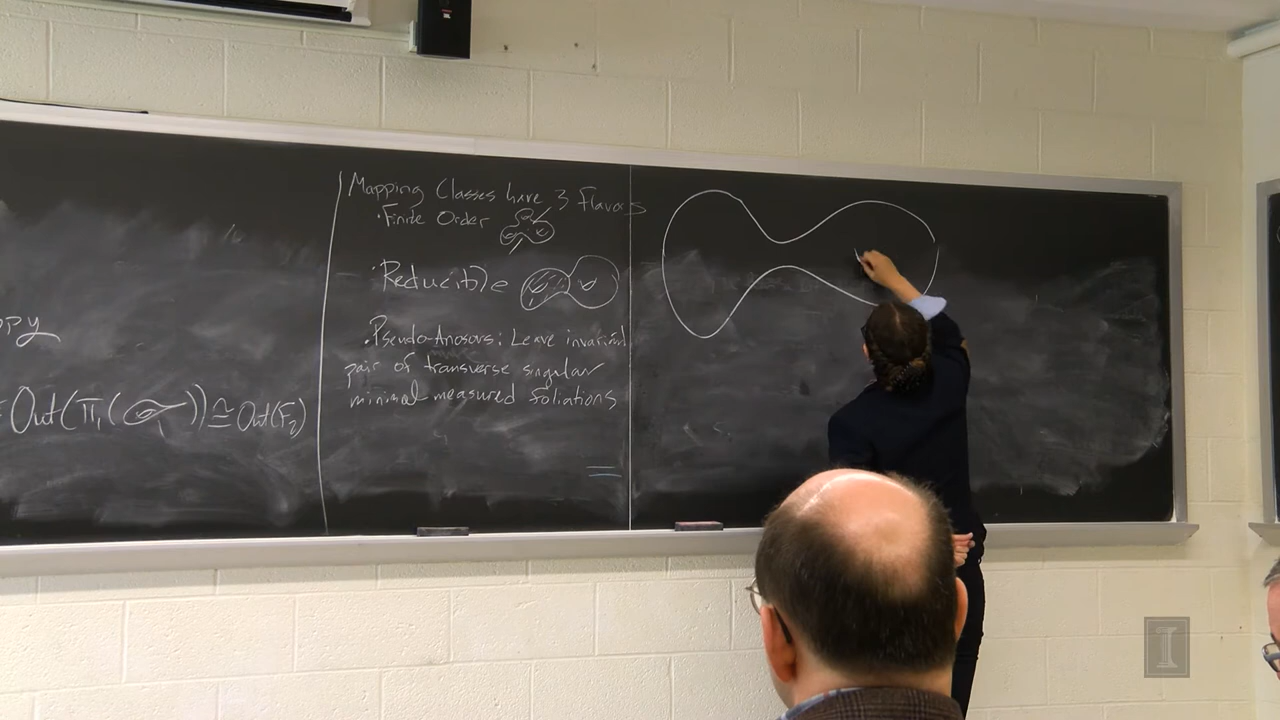 Out(π₁( )) ≅ Out(F₂)
Mapping Classes have 3 Flavors
· Finite Order
· Reducible
· Pseudo-Anosovs: Leave invariant
pair of transverse singular
minimal measured foliations
I